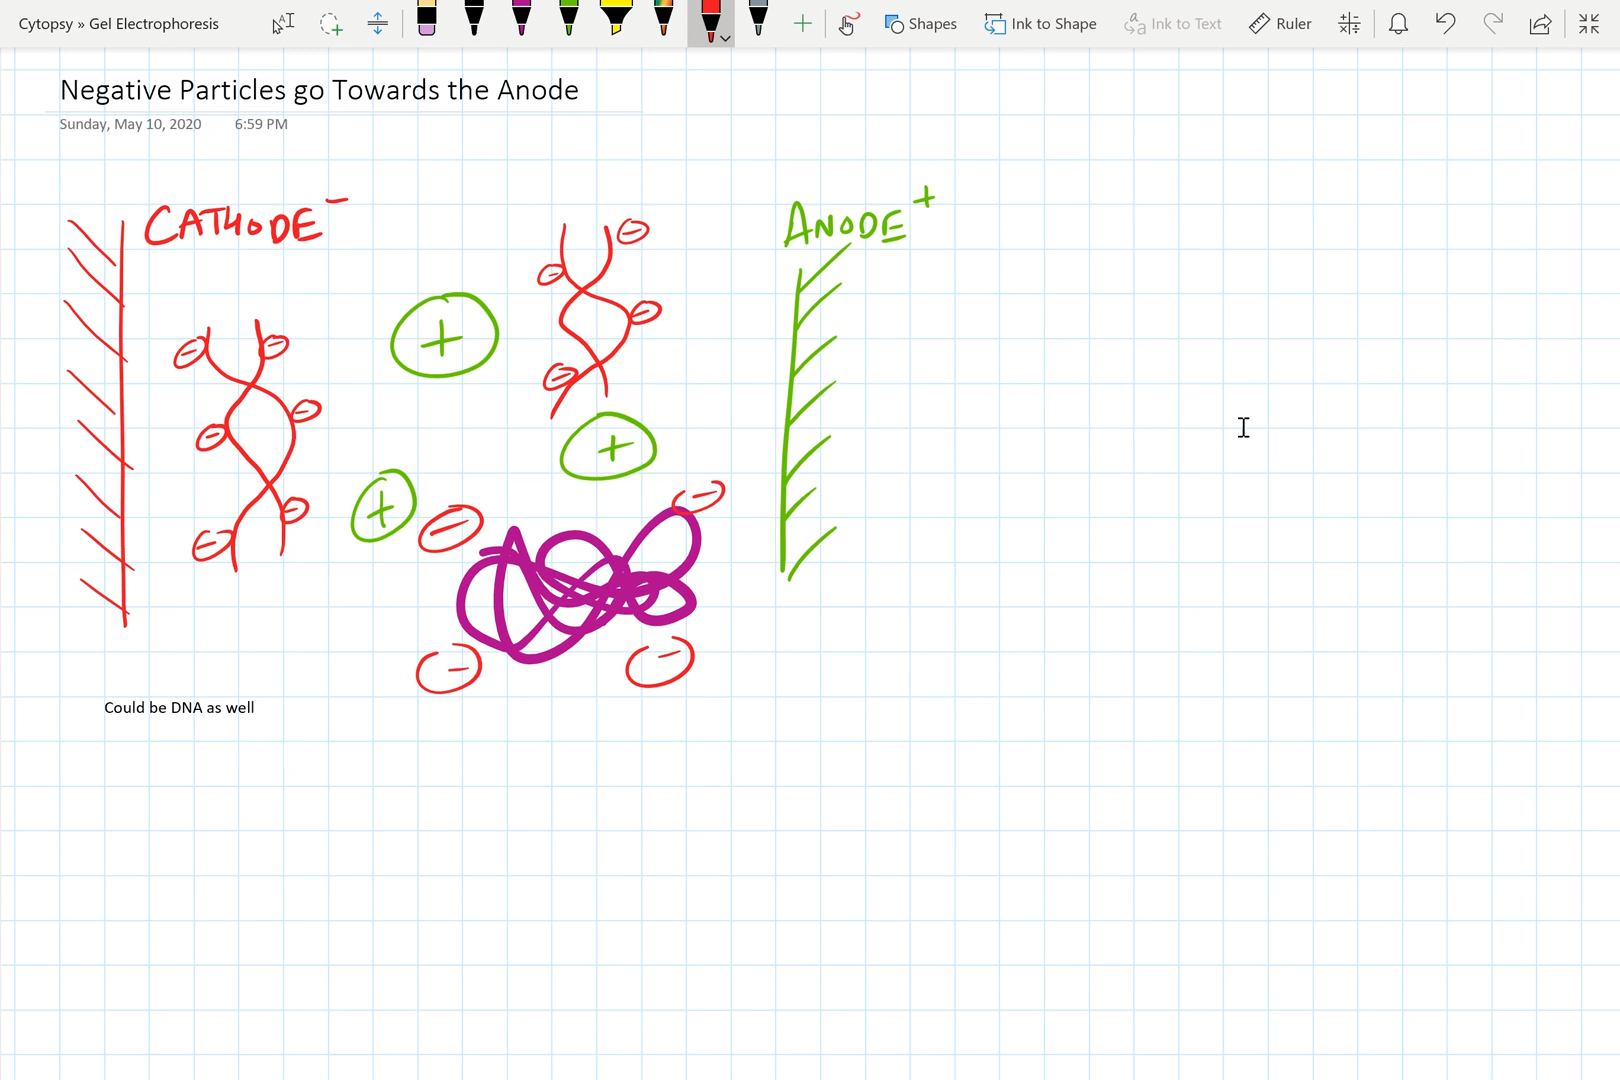 Cytopsy » Gel Electrophoresis
Shapes
Ink to Shape
Ink to Text
Ruler
Negative Particles go Towards the Anode
Sunday, May 10, 2020 6:59 PM
CATHODE −
ANODE +
−
−
+
−
−
−
−
−
−
+
−
+
−
−
−
−
−
Could be DNA as well